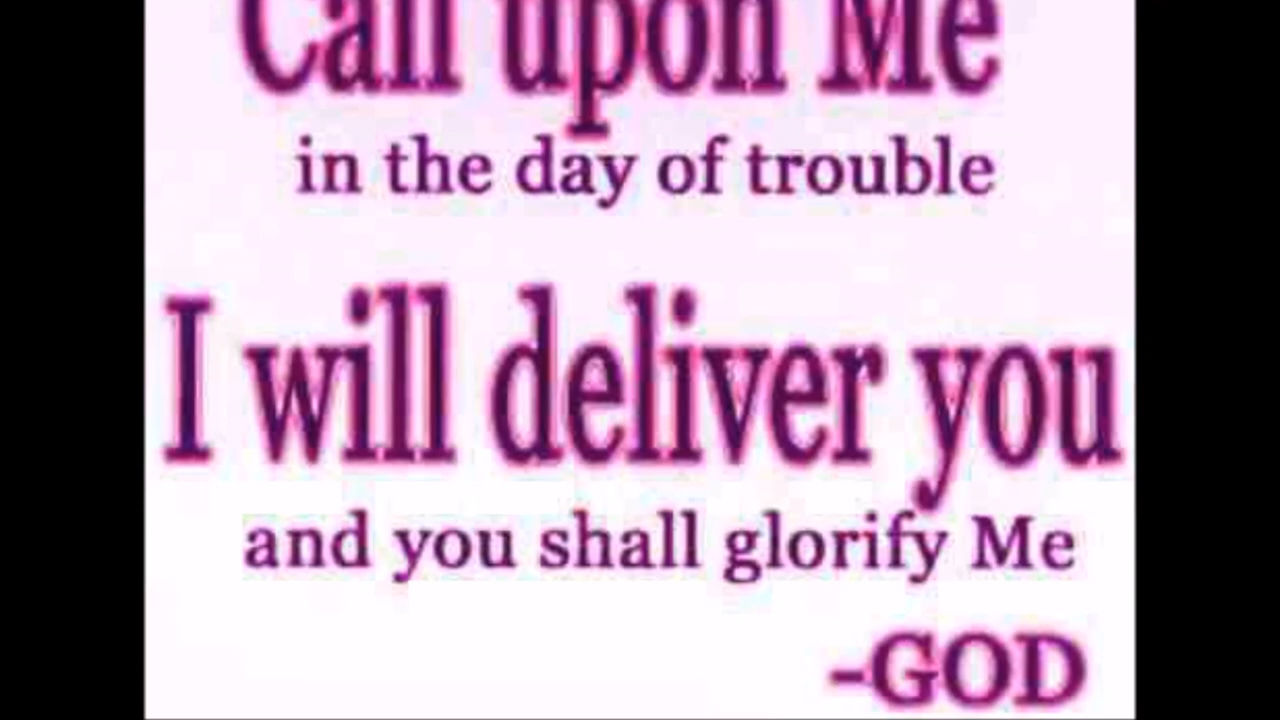 Call upon Me
in the day of trouble
I will deliver you
and you shall glorify Me
-GOD